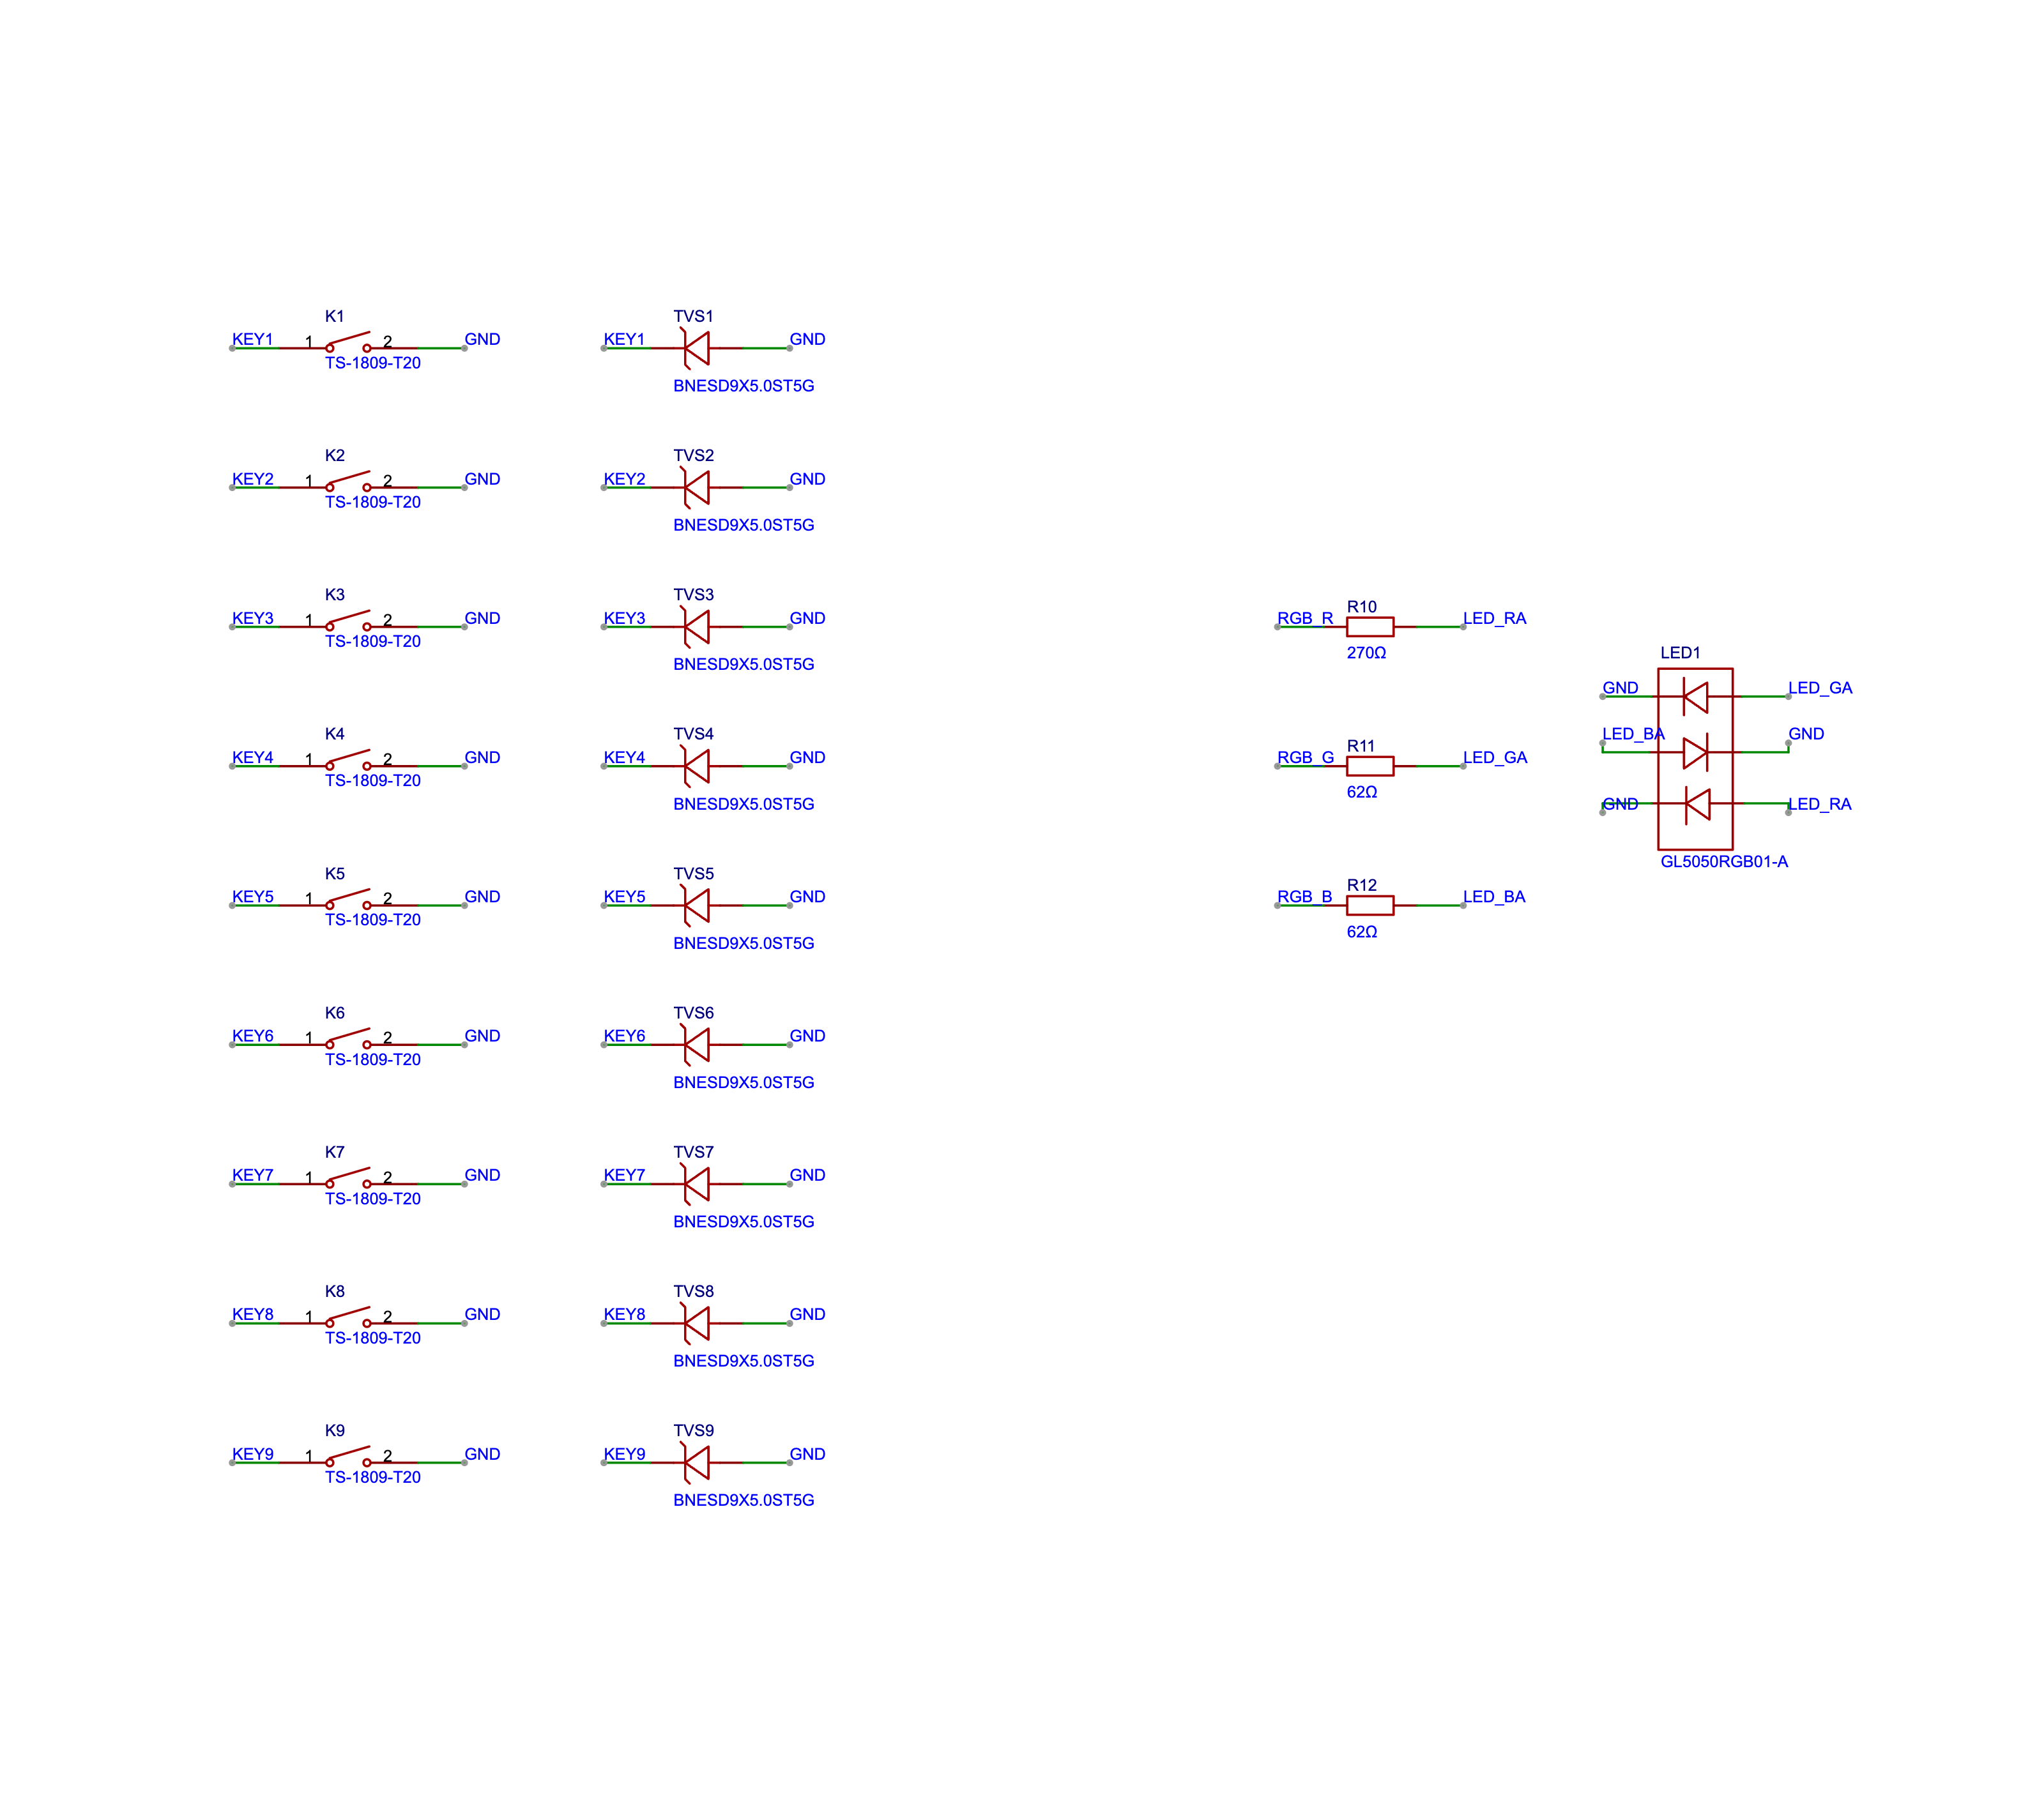 K1
KEY1 1 2 GND
TS-1809-T20
TVS1
KEY1 GND
BNESD9X5.0ST5G
K2
KEY2 1 2 GND
TS-1809-T20
TVS2
KEY2 GND
BNESD9X5.0ST5G
K3
KEY3 1 2 GND
TS-1809-T20
TVS3
KEY3 GND
BNESD9X5.0ST5G
K4
KEY4 1 2 GND
TS-1809-T20
TVS4
KEY4 GND
BNESD9X5.0ST5G
K5
KEY5 1 2 GND
TS-1809-T20
TVS5
KEY5 GND
BNESD9X5.0ST5G
K6
KEY6 1 2 GND
TS-1809-T20
TVS6
KEY6 GND
BNESD9X5.0ST5G
K7
KEY7 1 2 GND
TS-1809-T20
TVS7
KEY7 GND
BNESD9X5.0ST5G
K8
KEY8 1 2 GND
TS-1809-T20
TVS8
KEY8 GND
BNESD9X5.0ST5G
K9
KEY9 1 2 GND
TS-1809-T20
TVS9
KEY9 GND
BNESD9X5.0ST5G
R10
RGB_R LED_RA
270Ω
R11
RGB_G LED_GA
62Ω
R12
RGB_B LED_BA
62Ω
LED1
GND LED_GA
LED_BA GND
GND LED_RA
GL5050RGB01-A